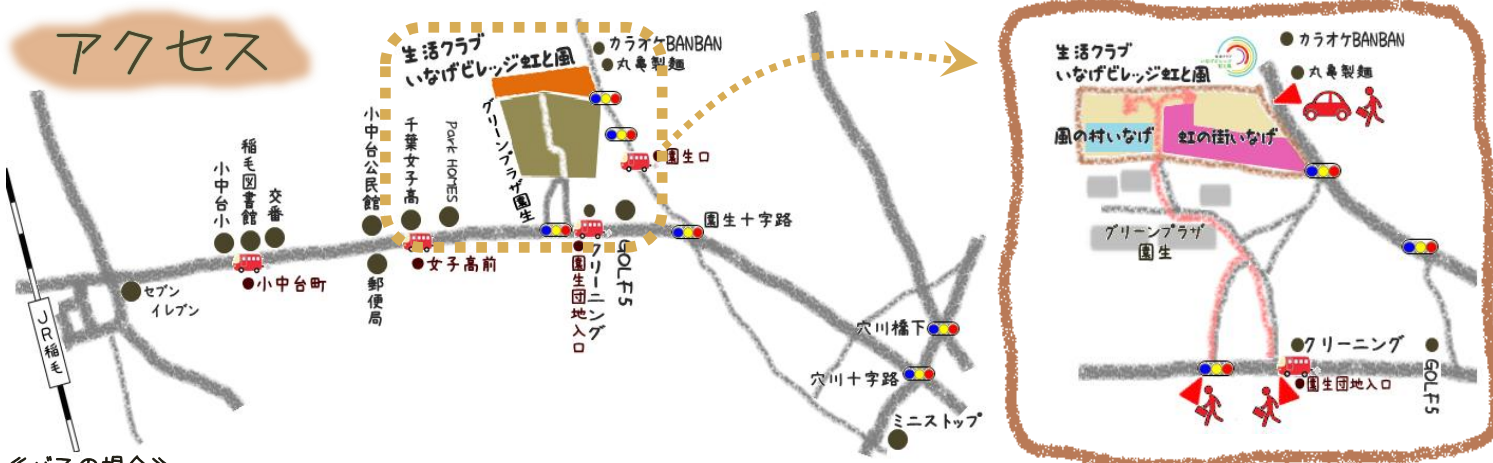 アクセス
生活クラブ
いなげビレッジ虹と風
カラオケBANBAN
丸亀製麺
グリーンプラザ園生
園生口
小中台小
稲毛図書館
交番
小中台公民館
千葉女子高
Park HOMES
園生十字路
女子高前
小中台町
郵便局
園生団地入口
クリーニング
GOLF5
セブン
イレブン
JR稲毛
穴川橋下
穴川十字路
ミニストップ
生活クラブ
いなげビレッジ虹と風
カラオケBANBAN
丸亀製麺
風の村いなげ
虹の街いなげ
グリーンプラザ
園生
クリーニング
園生団地入口
GOLF5